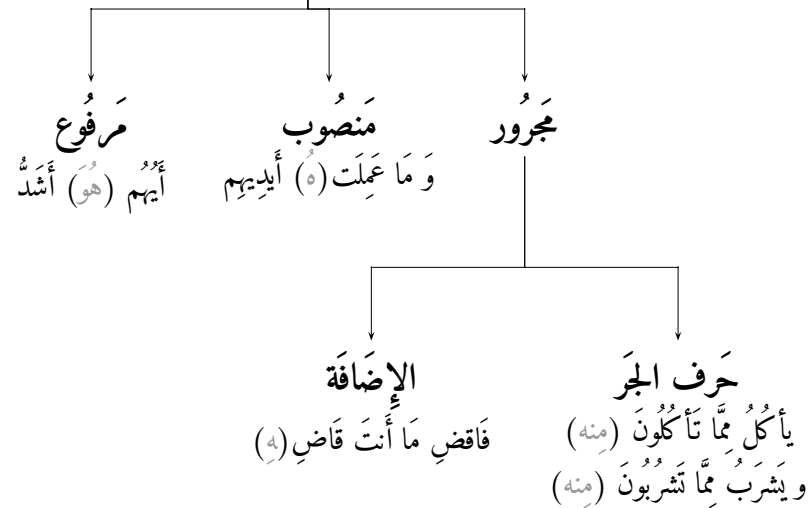 مَجرُور
مَنصُوب
وَ مَا عَمِلَت(هُ) أَيدِيهِم
مَرفُوع
أَيُّهُم (هُوَ) أَشَدُّ
حَرف الجَر
يأكُلُ مِمَّا تَأكُلُونَ (مِنه)
و يَشرَبُ مِمَّا تَشرُبُونَ (مِنه)
الإِضَافَة
فَاقضِ مَا أَنتَ قَاضِ(هِ)